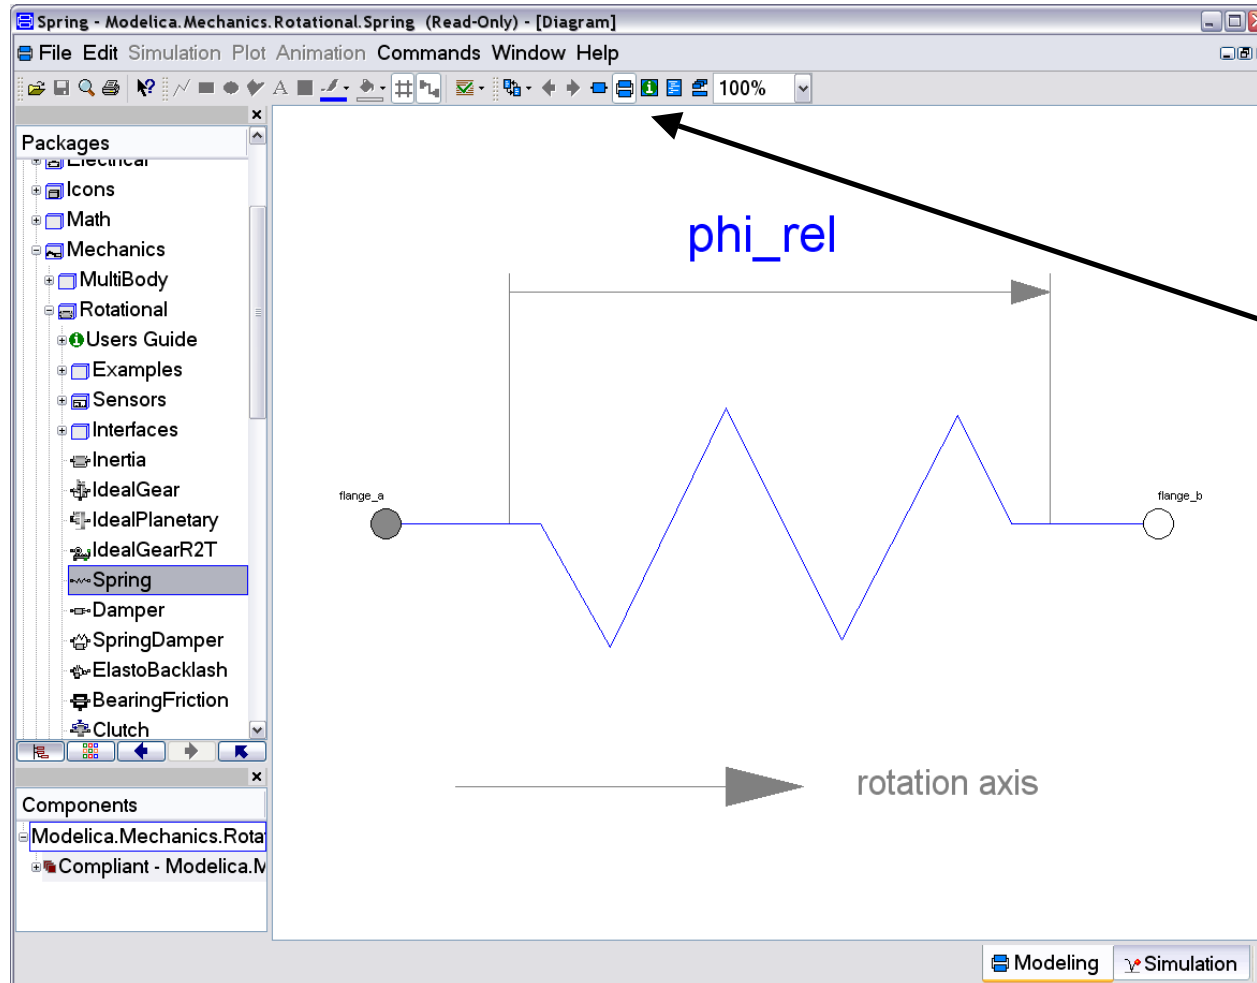 Spring - Modelica.Mechanics.Rotational.Spring (Read-Only) - [Diagram]
File Edit Simulation Plot Animation Commands Window Help
100%
Packages
Electrical
Icons
Math
Mechanics
MultiBody
Rotational
Users Guide
Examples
Sensors
Interfaces
Inertia
IdealGear
IdealPlanetary
IdealGearR2T
Spring
Damper
SpringDamper
ElastoBacklash
BearingFriction
Clutch
phi_rel
flange_a
flange_b
rotation axis
Components
Modelica.Mechanics.Rota
Compliant - Modelica.M
Modeling
Simulation